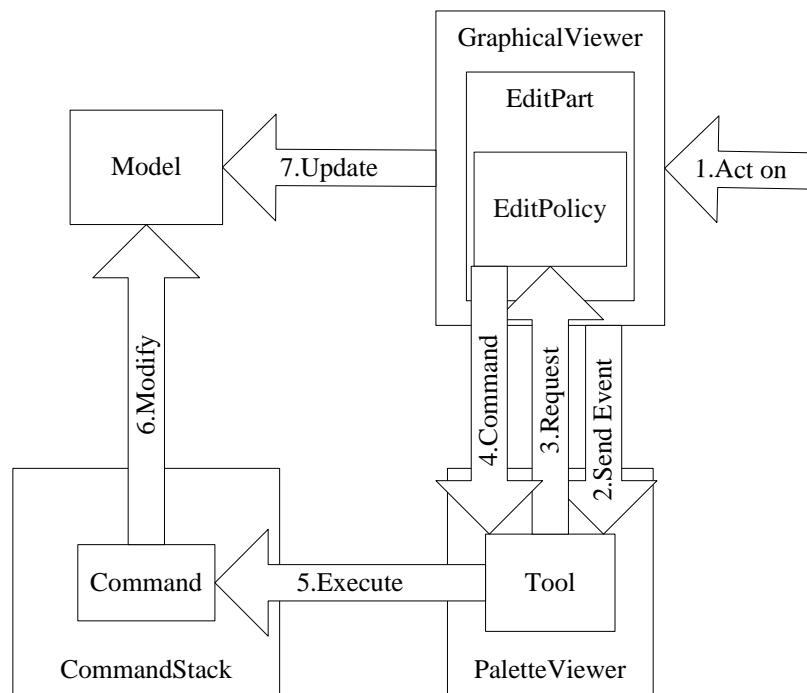 GraphicalViewer
EditPart
Model
7.Update
1.Act on
EditPolicy
6.Modify
4.Command
3.Request
2.Send Event
Command
5.Execute
Tool
CommandStack
PaletteViewer